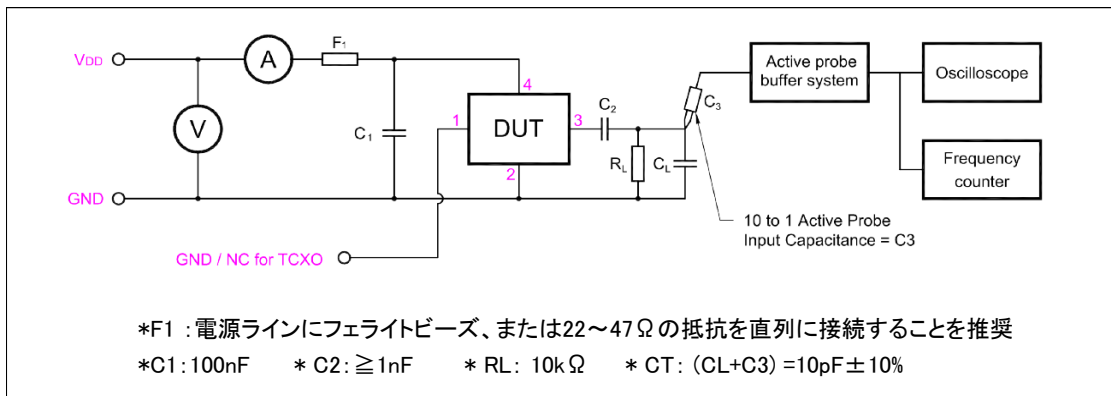 VDD
A
F1
V
C1
4
1
DUT
3
2
C2
RL
CL
C3
Active probe
buffer system
Oscilloscope
Frequency
counter
GND
10 to 1 Active Probe
Input Capacitance = C3
GND / NC for TCXO
*F1 :電源ラインにフェライトビーズ、または22～47Ωの抵抗を直列に接続することを推奨
*C1:100nF * C2:≧1nF * RL: 10kΩ * CT: (CL+C3) =10pF±10%